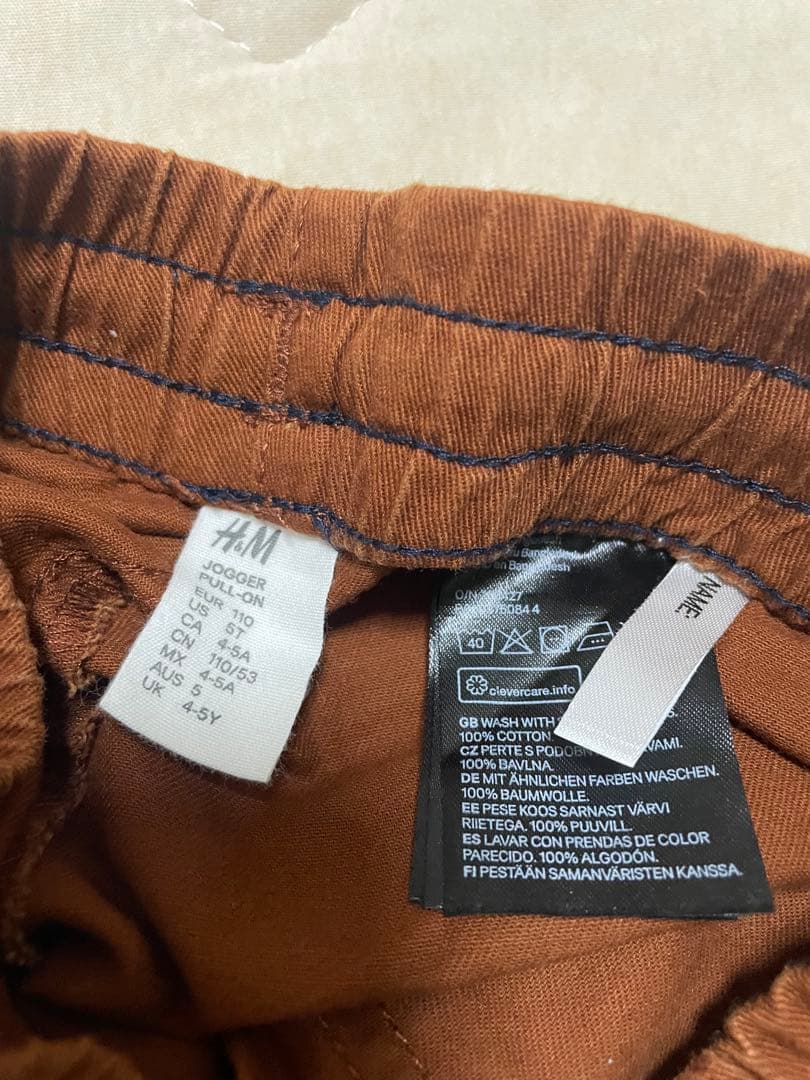 H&M
JOGGER
PULL-ON
EUR 110
US 5T
CA 4-5A
CN 110/53
MX 4-5A
AUS 5
UK 4-5Y
en Bangladesh
O/N
40
clevercare.info
GB WASH WITH
100% COTTON
CZ PERTE S
100% BAVLNA.
DE MIT ÄHNLICHEN FARBEN WASCHEN.
100% BAUMWOLLE.
EE PESE KOOS SARNAST VÄRVI
RIIETEGA. 100% PUUVILL.
ES LAVAR CON PRENDAS DE COLOR
PARECIDO. 100% ALGODÓN.
FI PESTÄÄN SAMANVÄRISTEN KANSSA.
NAME: